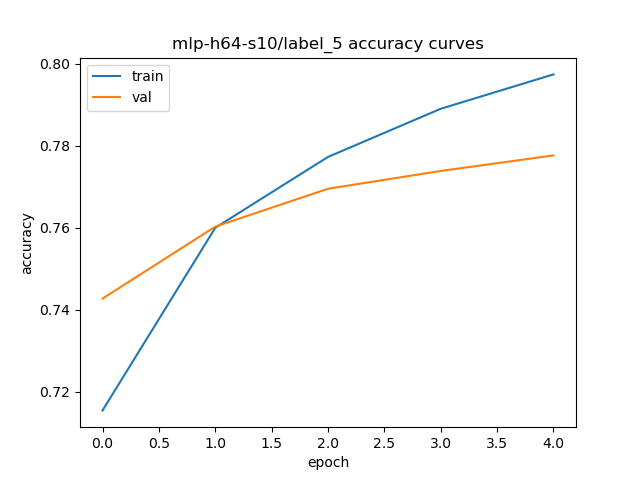 mlp-h64-s10/label_5 accuracy curves
train
val
0.80
0.78
0.76
0.74
0.72
accuracy
0.0 0.5 1.0 1.5 2.0 2.5 3.0 3.5 4.0
epoch